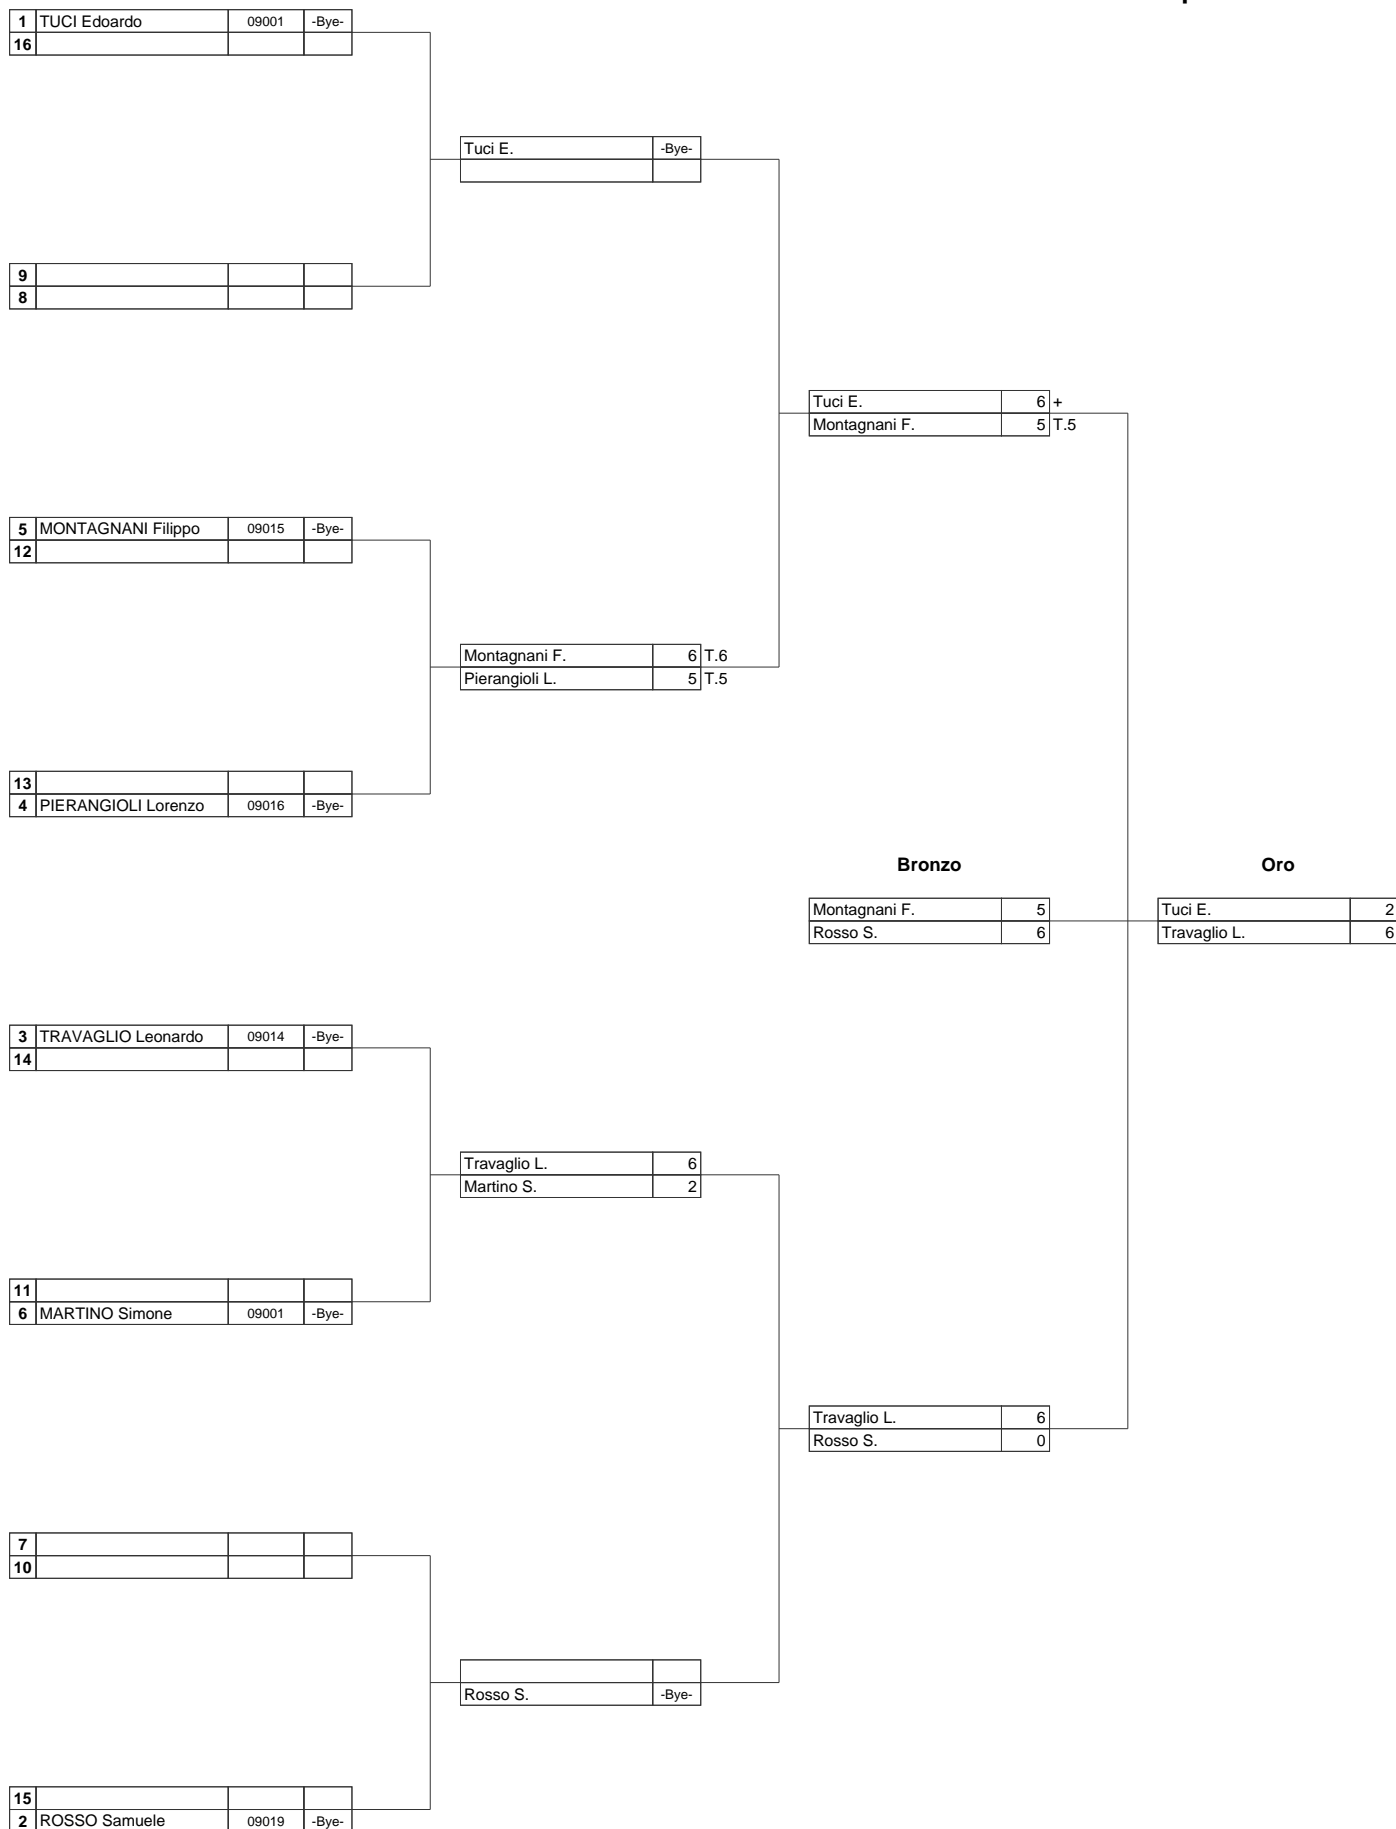 1 TUCI Edoardo 09001 -Bye-
16
Tuci E. -Bye-
9
8
Tuci E. 6 +
Montagnani F. 5 T.5
5 MONTAGNANI Filippo 09015 -Bye-
12
Montagnani F. 6 T.6
Pierangioli L. 5 T.5
13
4 PIERANGIOLI Lorenzo 09016 -Bye-
Bronzo Oro
Montagnani F. 5 Tuci E. 2
Rosso S. 6 Travaglio L. 6
3 TRAVAGLIO Leonardo 09014 -Bye-
14
Travaglio L. 6
Martino S. 2
11
6 MARTINO Simone 09001 -Bye-
Travaglio L. 6
Rosso S. 0
7
10
Rosso S. -Bye-
15
2 ROSSO Samuele 09019 -Bye-